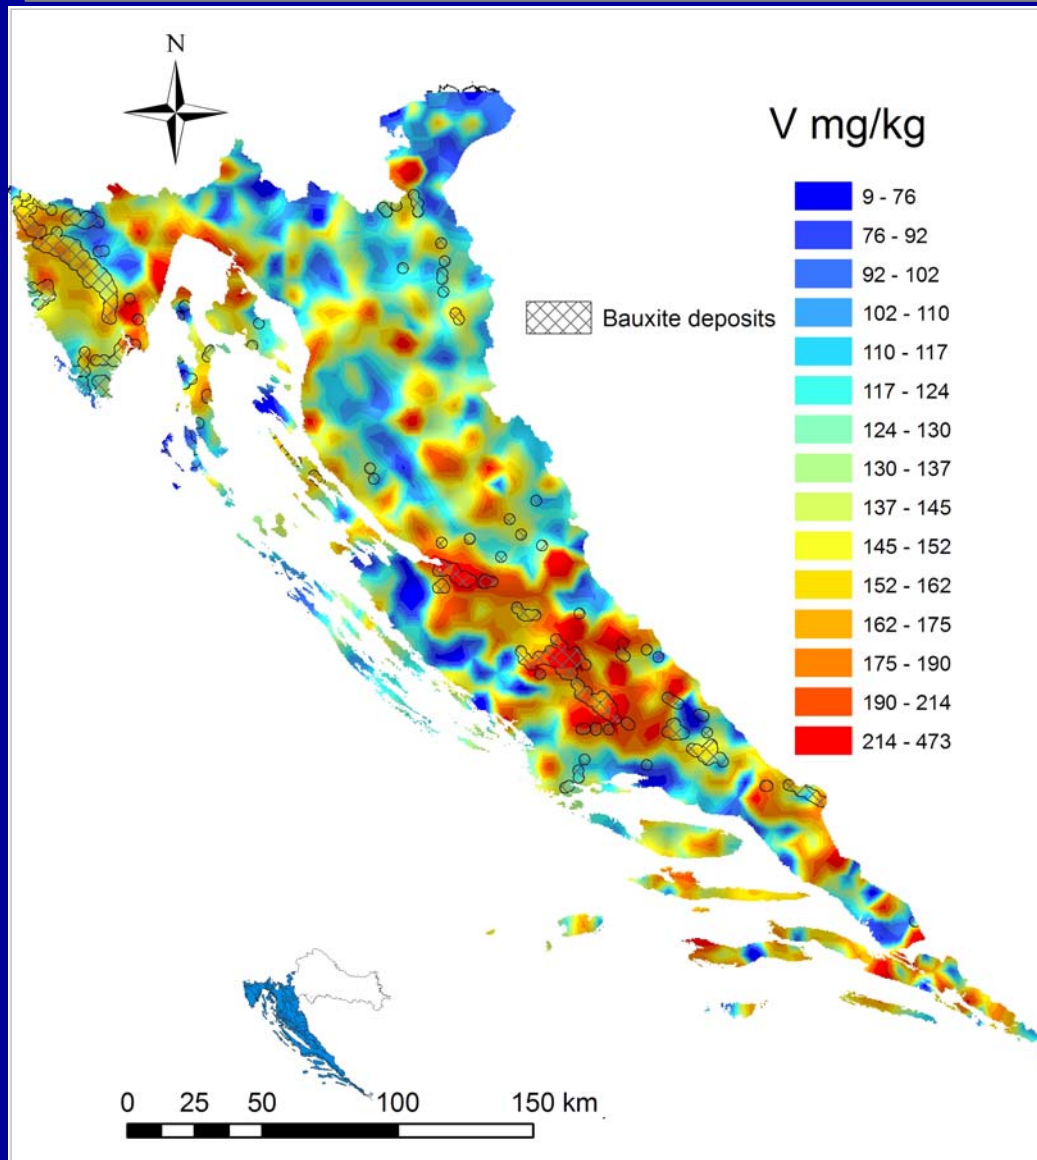 N
V mg/kg
9 - 76
76 - 92
92 - 102
102 - 110
110 - 117
117 - 124
124 - 130
130 - 137
137 - 145
145 - 152
152 - 162
162 - 175
175 - 190
190 - 214
214 - 473
Bauxite deposits
0 25 50 100 150 km